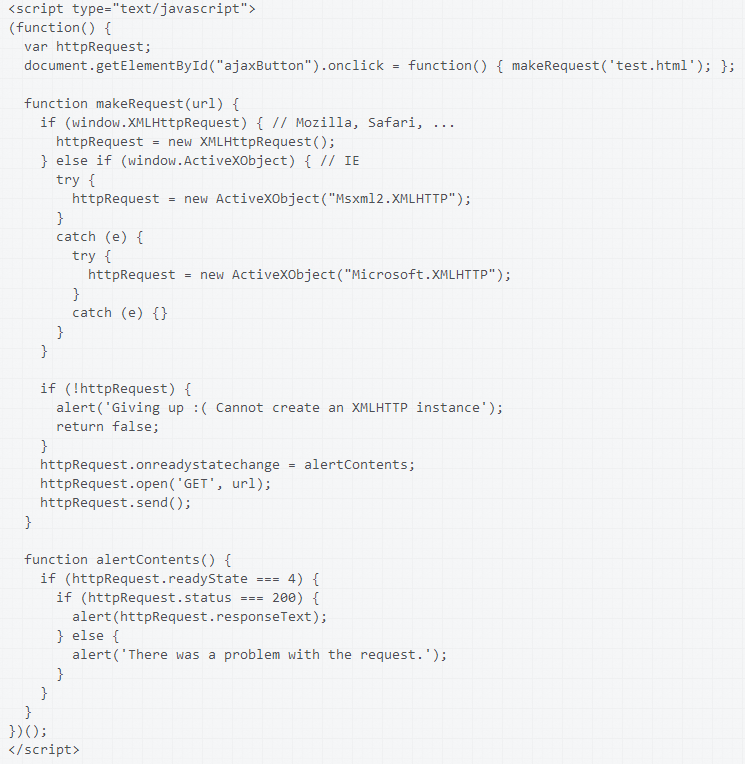 <script type="text/javascript">
(function() {
  var httpRequest;
  document.getElementById("ajaxButton").onclick = function() { makeRequest('test.html'); };

  function makeRequest(url) {
    if (window.XMLHttpRequest) { // Mozilla, Safari, ...
      httpRequest = new XMLHttpRequest();
    } else if (window.ActiveXObject) { // IE
      try {
        httpRequest = new ActiveXObject("Msxml2.XMLHTTP");
      }
      catch (e) {
        try {
          httpRequest = new ActiveXObject("Microsoft.XMLHTTP");
        }
        catch (e) {}
      }
    }

    if (!httpRequest) {
      alert('Giving up :( Cannot create an XMLHTTP instance');
      return false;
    }
    httpRequest.onreadystatechange = alertContents;
    httpRequest.open('GET', url);
    httpRequest.send();
  }

  function alertContents() {
    if (httpRequest.readyState === 4) {
      if (httpRequest.status === 200) {
        alert(httpRequest.responseText);
      } else {
        alert('There was a problem with the request.');
      }
    }
  }
})();
</script>